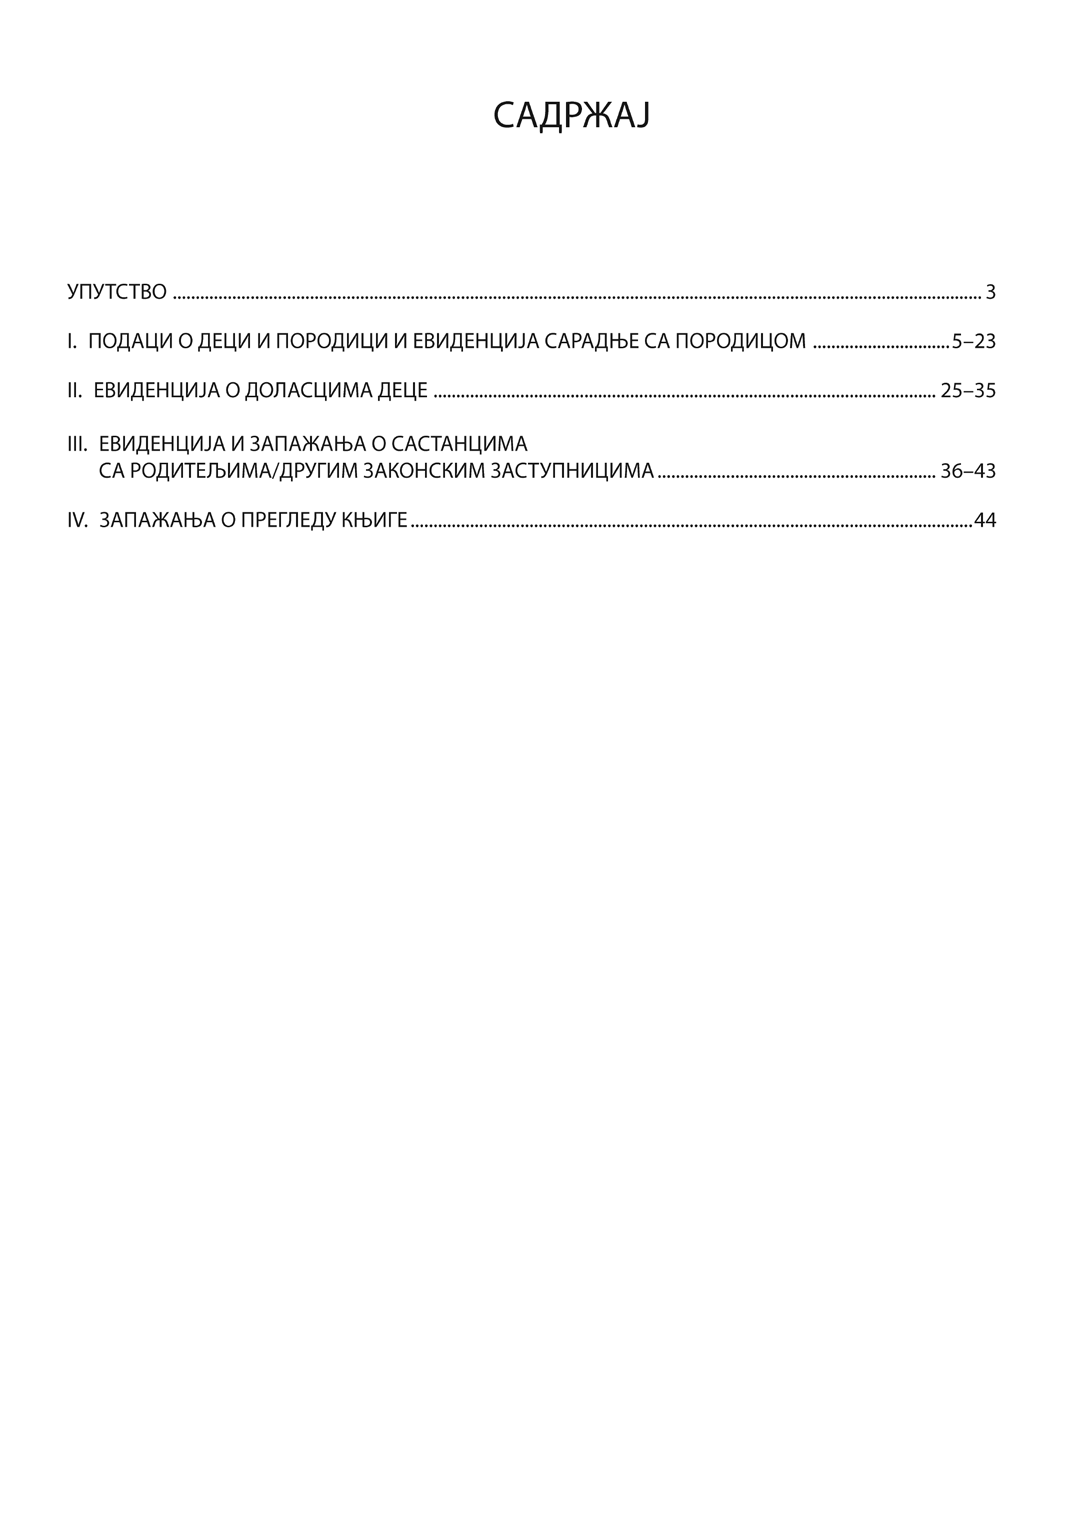 САДРЖАЈ
УПУТСТВО ........ 3
I. ПОДАЦИ О ДЕЦИ И ПОРОДИЦИ И ЕВИДЕНЦИЈА САРАДЊЕ СА ПОРОДИЦОМ ........ 5–23
II. ЕВИДЕНЦИЈА О ДОЛАСЦИМА ДЕЦЕ ........ 25–35
III. ЕВИДЕНЦИЈА И ЗАПАЖАЊА О САСТАНЦИМА
СА РОДИТЕЉИМА/ДРУГИМ ЗАКОНСКИМ ЗАСТУПНИЦИМА ........ 36–43
IV. ЗАПАЖАЊА О ПРЕГЛЕДУ КЊИГЕ ........ 44